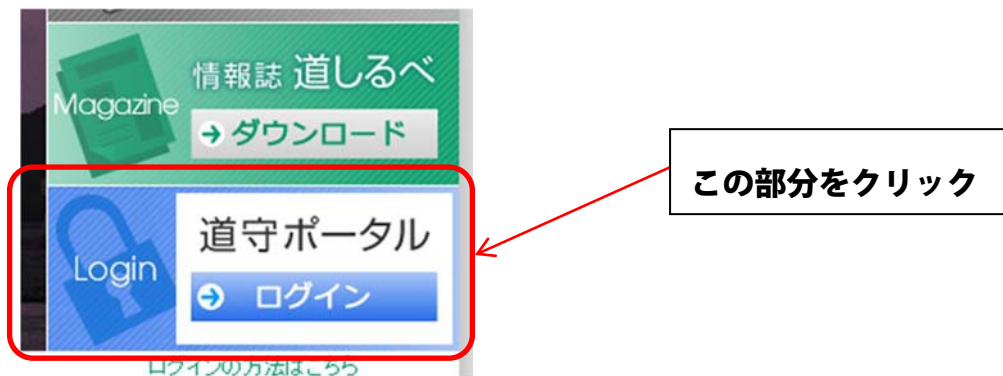 情報誌 道しるべ
Magazine
ダウンロード
この部分をクリック
道守ポータル
Login
ログイン
ログインの方法はこちら